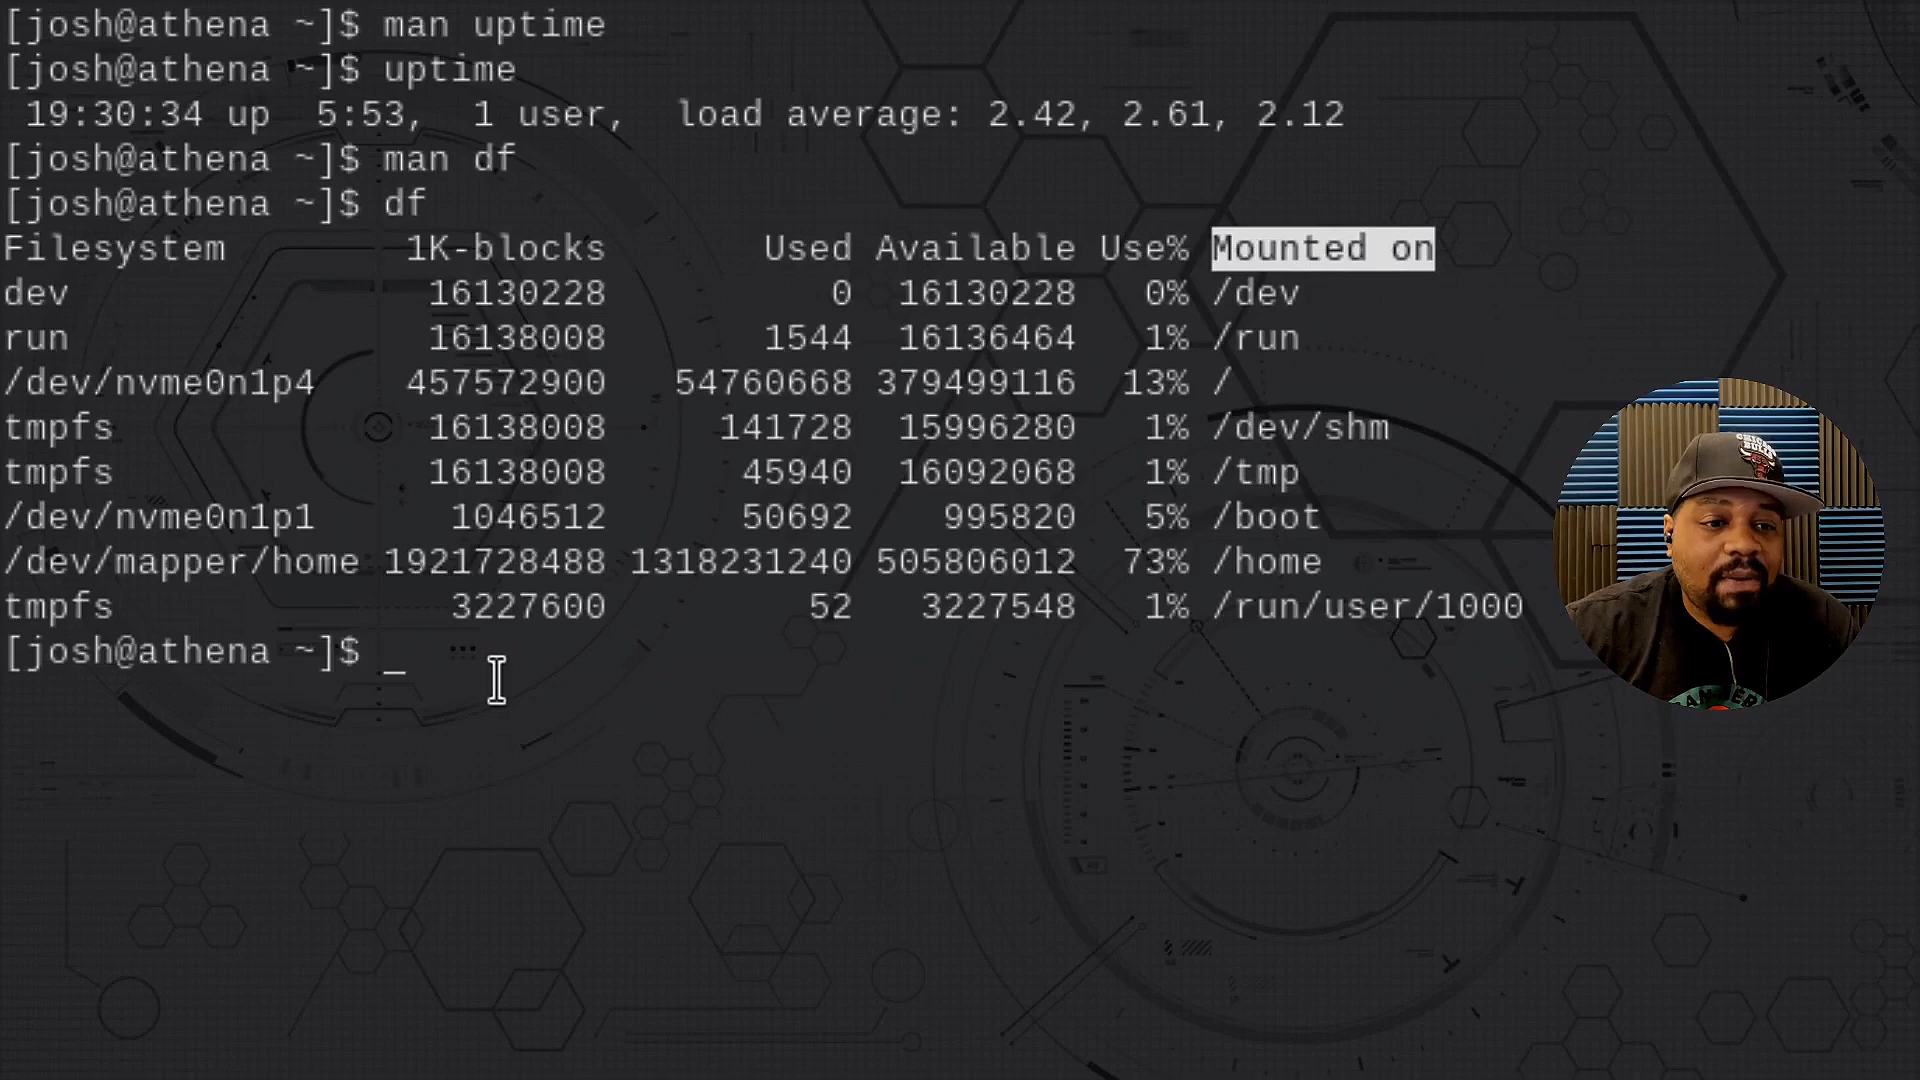 [josh@athena ~]$ man uptime
[josh@athena ~]$ uptime
 19:30:34 up  5:53,  1 user,  load average: 2.42, 2.61, 2.12
[josh@athena ~]$ man df
[josh@athena ~]$ df
Filesystem 1K-blocks Used Available Use% Mounted on
dev 16130228 0 16130228 0% /dev
run 16138008 1544 16136464 1% /run
/dev/nvme0n1p4 457572900 54760668 379499116 13% /
tmpfs 16138008 141728 15996280 1% /dev/shm
tmpfs 16138008 45940 16092068 1% /tmp
/dev/nvme0n1p1 1046512 50692 995820 5% /boot
/dev/mapper/home 1921728488 1318231240 505806012 73% /home
tmpfs 3227600 52 3227548 1% /run/user/1000
[josh@athena ~]$ _
CHICAGO
BULLS